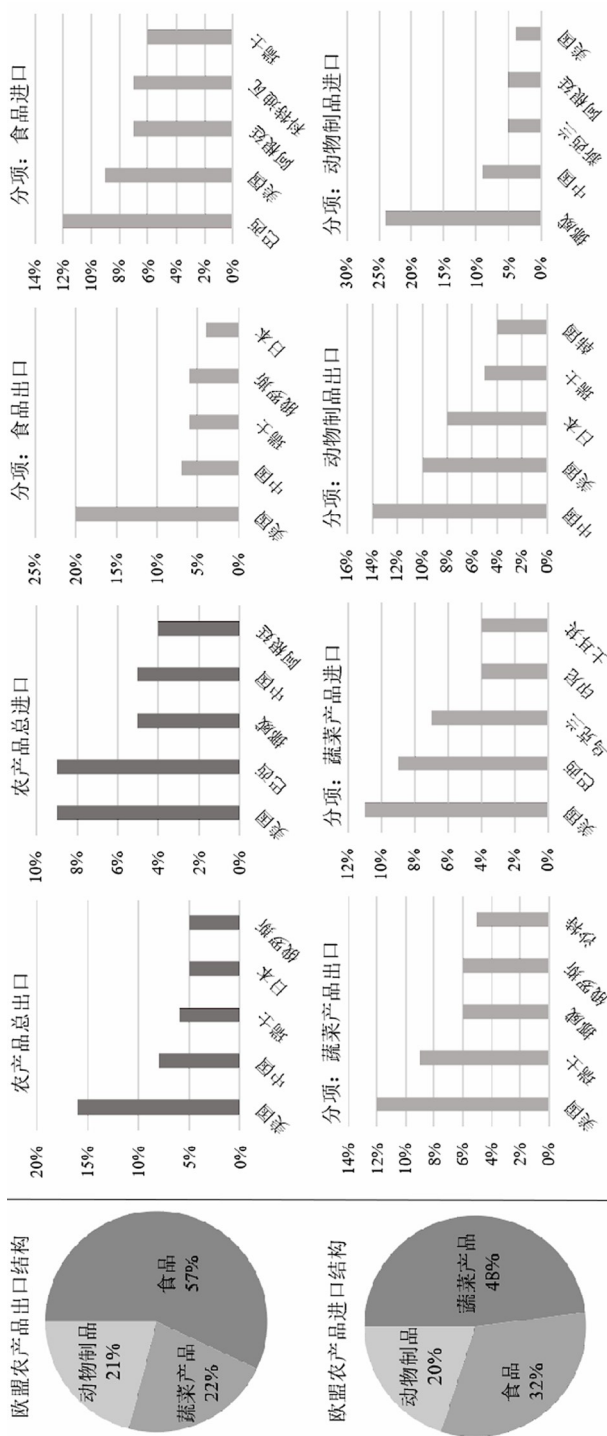 欧盟农产品出口结构
动物制品
21%
食品
57%
蔬菜产品
22%
农产品总出口
20%
15%
10%
5%
0%
美国
中国
瑞士
日本
俄罗斯
农产品总进口
10%
8%
6%
4%
2%
0%
美国
巴西
挪威
中国
阿根廷
分项：食品出口
25%
20%
15%
10%
5%
0%
美国
中国
瑞士
俄罗斯
日本
分项：食品进口
14%
12%
10%
8%
6%
4%
2%
0%
巴西
美国
阿根廷
科特迪瓦
瑞士
欧盟农产品进口结构
动物制品
20%
蔬菜产品
48%
食品
32%
分项：蔬菜产品出口
14%
12%
10%
8%
6%
4%
2%
0%
美国
瑞士
挪威
俄罗斯
沙特
分项：蔬菜产品进口
12%
10%
8%
6%
4%
2%
0%
美国
巴西
乌克兰
印尼
土耳其
分项：动物制品出口
16%
14%
12%
10%
8%
6%
4%
2%
0%
中国
美国
日本
瑞士
韩国
分项：动物制品进口
30%
25%
20%
15%
10%
5%
0%
挪威
中国
新西兰
阿根廷
美国